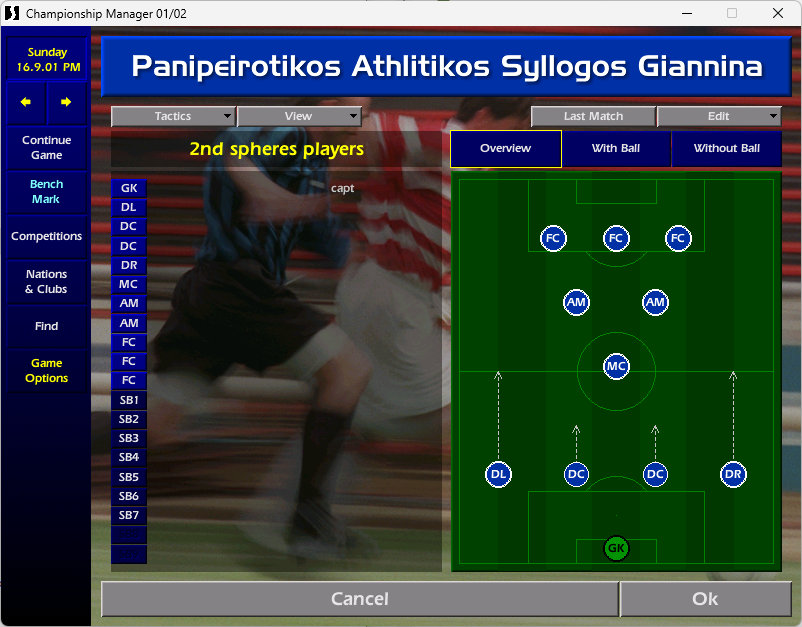 Championship Manager 01/02
Sunday
16.9.01 PM
Panipeirotikos Athlitikos Syllogos Giannina
Continue
Game
Bench
Mark
Competitions
Nations
& Clubs
Find
Game
Options
Tactics
View
Last Match
Edit
2nd spheres players
Overview
With Ball
Without Ball
GK capt
DL
DC
DC
DR
MC
AM
AM
FC
FC
FC
SB1
SB2
SB3
SB4
SB5
SB6
SB7
FC FC FC
AM AM
MC
DL DC DC DR
GK
Cancel
Ok